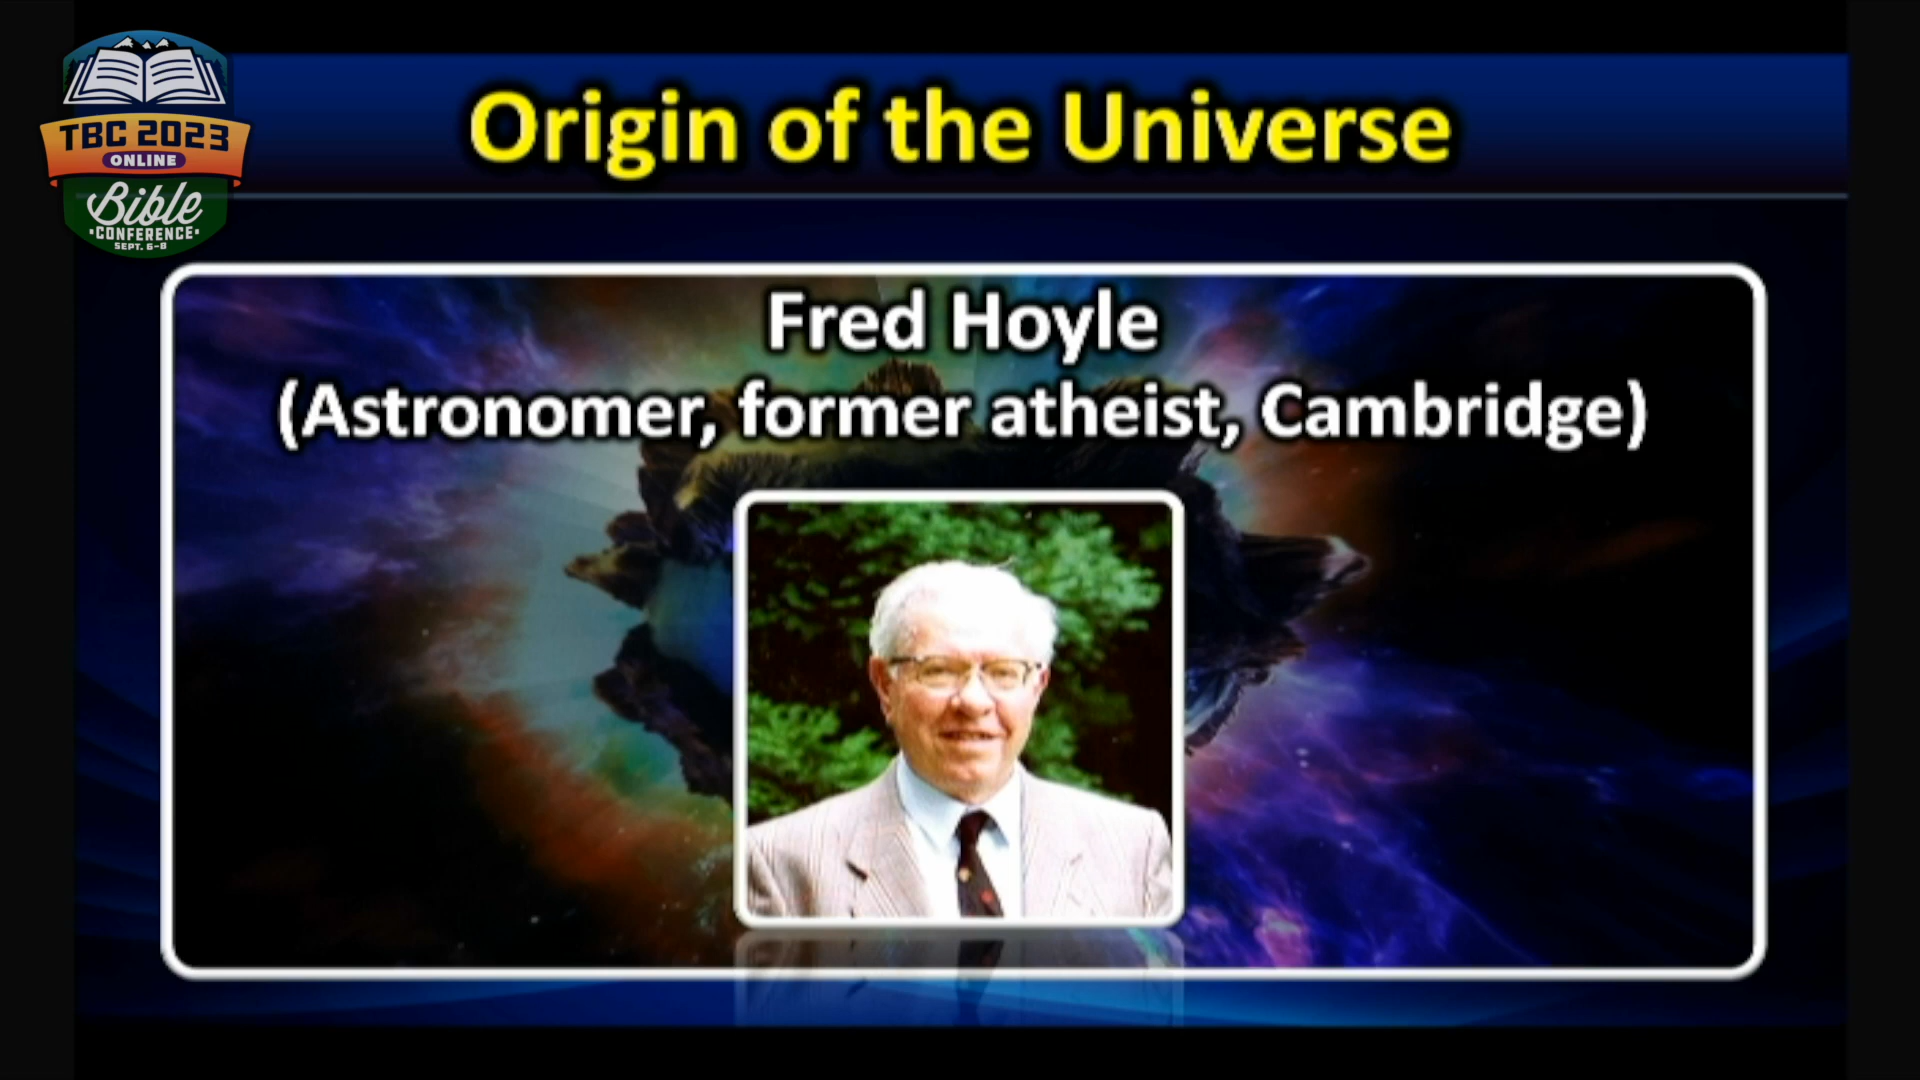 TBC 2023
ONLINE
Bible
•CONFERENCE•
SEPT. 6-8
Origin of the Universe
Fred Hoyle
(Astronomer, former atheist, Cambridge)